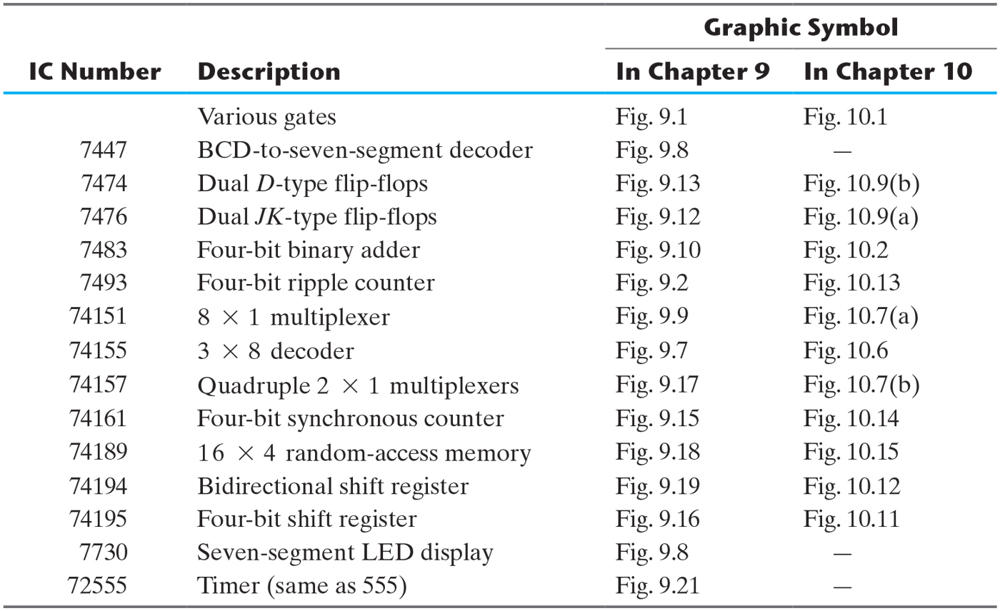 Graphic Symbol
IC Number Description In Chapter 9 In Chapter 10
Various gates Fig. 9.1 Fig. 10.1
7447 BCD-to-seven-segment decoder Fig. 9.8 —
7474 Dual D-type flip-flops Fig. 9.13 Fig. 10.9(b)
7476 Dual JK-type flip-flops Fig. 9.12 Fig. 10.9(a)
7483 Four-bit binary adder Fig. 9.10 Fig. 10.2
7493 Four-bit ripple counter Fig. 9.2 Fig. 10.13
74151 8 × 1 multiplexer Fig. 9.9 Fig. 10.7(a)
74155 3 × 8 decoder Fig. 9.7 Fig. 10.6
74157 Quadruple 2 × 1 multiplexers Fig. 9.17 Fig. 10.7(b)
74161 Four-bit synchronous counter Fig. 9.15 Fig. 10.14
74189 16 × 4 random-access memory Fig. 9.18 Fig. 10.15
74194 Bidirectional shift register Fig. 9.19 Fig. 10.12
74195 Four-bit shift register Fig. 9.16 Fig. 10.11
7730 Seven-segment LED display Fig. 9.8 —
72555 Timer (same as 555) Fig. 9.21 —